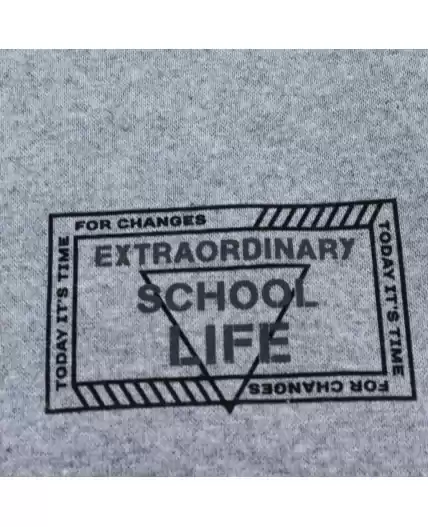 FOR CHANGES
EXTRAORDINARY
SCHOOL
LIFE
TODAY IT'S TIME
TODAY IT'S TIME
FOR CHANGES